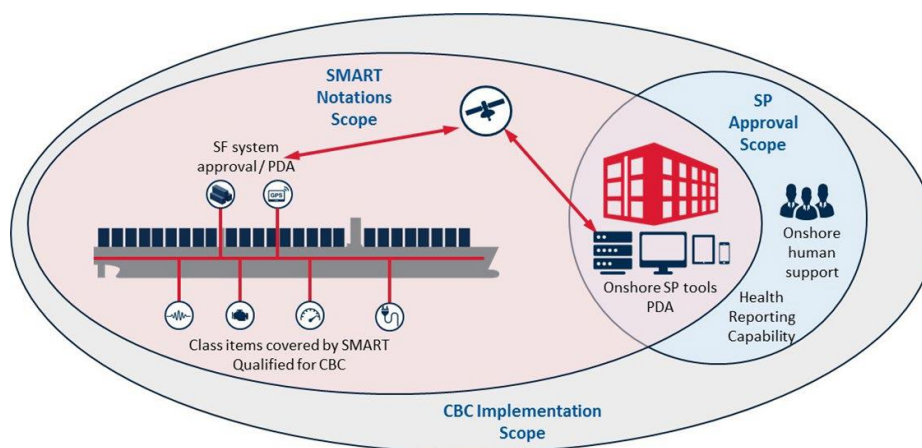 SMART
Notations
Scope
SF system
approval/ PDA
GPS
Class items covered by SMART
Qualified for CBC
SP
Approval
Scope
Onshore
human
support
Onshore SP tools
PDA
Health
Reporting
Capability
CBC Implementation
Scope